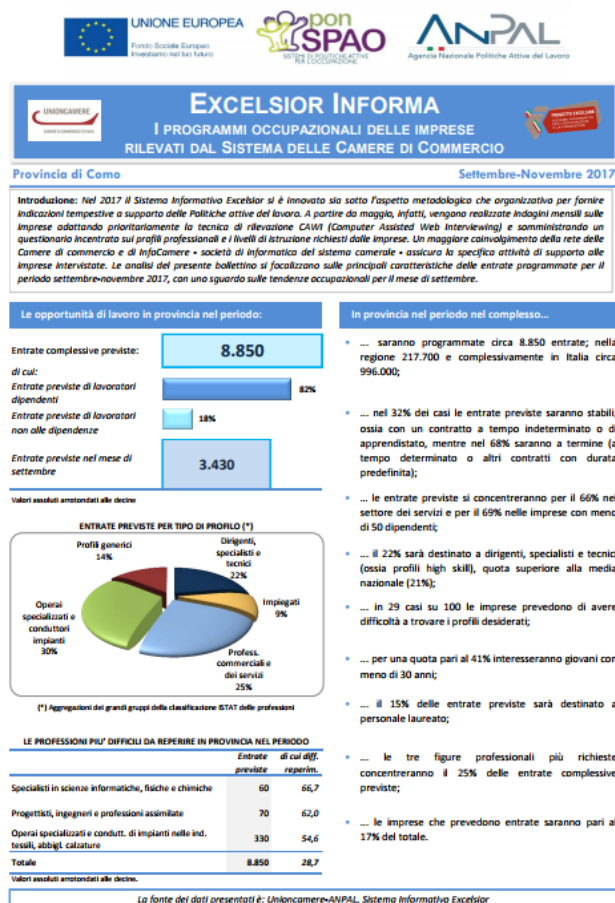 UNIONE EUROPEA
Fondo Sociale Europeo
Investiamo nel tuo futuro
pon
SPAO
SISTEMI DI POLITICHE ATTIVE
PER L'OCCUPAZIONE
ANPAL
Agenzia Nazionale Politiche Attive del Lavoro
UNIONCAMERE
EXCELSIOR INFORMA
I PROGRAMMI OCCUPAZIONALI DELLE IMPRESE
RILEVATI DAL SISTEMA DELLE CAMERE DI COMMERCIO
PROGETTO EXCELSIOR
Provincia di Como
Settembre-Novembre 2017
Introduzione: Nel 2017 il Sistema Informativo Excelsior si è innovato sia sotto l'aspetto metodologico che organizzativo per fornire
indicazioni tempestive a supporto delle Politiche attive del lavoro. A partire da maggio, infatti, vengono realizzate indagini mensili sulle
imprese adottando prioritariamente la tecnica di rilevazione CAWI (Computer Assisted Web Interviewing) e somministrando un
questionario incentrato sui profili professionali e i livelli di istruzione richiesti dalle imprese. Un maggiore coinvolgimento della rete delle
Camere di commercio e di InfoCamere - società di informatica del sistema camerale - assicura la specifica attività di supporto alle
imprese intervistate. Le analisi del presente bollettino si focalizzano sulle principali caratteristiche delle entrate programmate per il
periodo settembre-novembre 2017, con uno sguardo sulle tendenze occupazionali per il mese di settembre.
Le opportunità di lavoro in provincia nel periodo:
Entrate complessive previste:
8.850
di cui:
Entrate previste di lavoratori
dipendenti
82%
Entrate previste di lavoratori
non alle dipendenze
18%
Entrate previste nel mese di
settembre
3.430
Valori assoluti arrotondati alle decine
ENTRATE PREVISTE PER TIPO DI PROFILO (*)
Profili generici
14%
Dirigenti,
specialisti e
tecnici
22%
Impiegati
9%
Operai
specializzati e
conduttori
impianti
30%
Profess.
commerciali e
dei servizi
25%
(*) Aggregazioni dei grandi gruppi della classificazione ISTAT delle professioni
LE PROFESSIONI PIU' DIFFICILI DA REPERIRE IN PROVINCIA NEL PERIODO
Entrate di cui diff.
previste reperim.
Specialisti in scienze informatiche, fisiche e chimiche 60 66,7
Progettisti, ingegneri e professioni assimilate 70 62,0
Operai specializzati e condutt. di impianti nelle ind.
tessili, abbigl. calzature 330 54,6
Totale 8.850 28,7
Valori assoluti arrotondati alle decine.
In provincia nel periodo nel complesso...
• ... saranno programmate circa 8.850 entrate; nella
regione 217.700 e complessivamente in Italia circa
996.000;
• ... nel 32% dei casi le entrate previste saranno stabili,
ossia con un contratto a tempo indeterminato o di
apprendistato, mentre nel 68% saranno a termine (a
tempo determinato o altri contratti con durata
predefinita);
• ... le entrate previste si concentreranno per il 66% nel
settore dei servizi e per il 69% nelle imprese con meno
di 50 dipendenti;
• ... il 22% sarà destinato a dirigenti, specialisti e tecnici
(ossia profili high skill), quota superiore alla media
nazionale (21%);
• ... in 29 casi su 100 le imprese prevedono di avere
difficoltà a trovare i profili desiderati;
• ... per una quota pari al 41% interesseranno giovani con
meno di 30 anni;
• ... il 15% delle entrate previste sarà destinato a
personale laureato;
• ... le tre figure professionali più richieste
concentreranno il 25% delle entrate complessive
previste;
• ... le imprese che prevedono entrate saranno pari al
17% del totale.
La fonte dei dati presentati è: Unioncamere-ANPAL, Sistema Informativo Excelsior